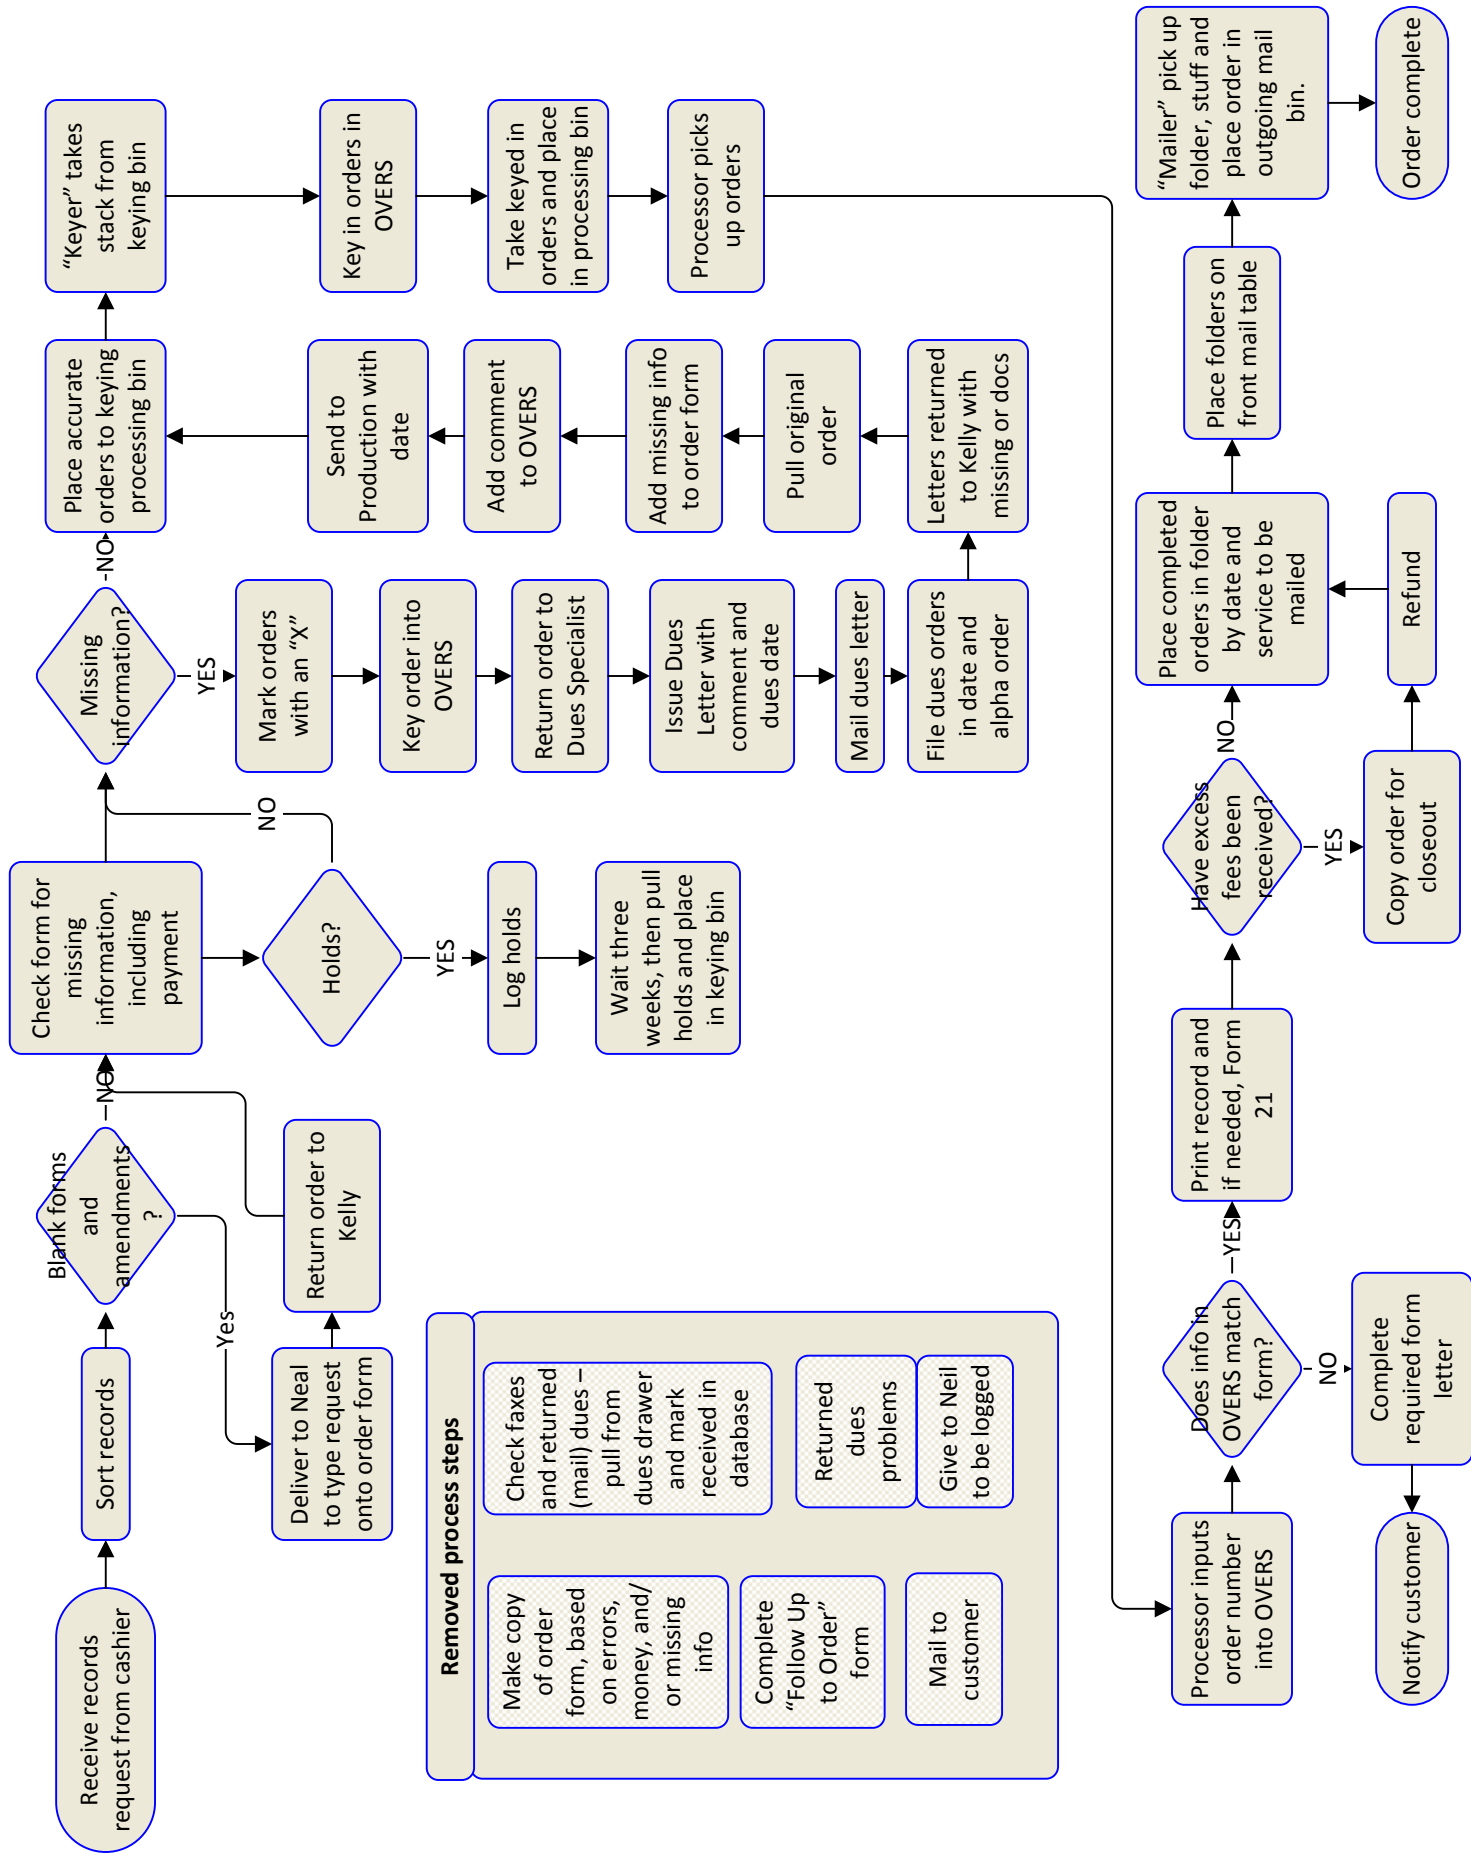 Receive records
request from cashier
Sort records
Blank forms
and
amendments
?
NO
Yes
Deliver to Neal
to type request
onto order form
Return order to
Kelly
Check form for
missing
information,
including
payment
Holds?
NO
YES
Log holds
Wait three
weeks, then pull
holds and place
in keying bin
Missing
information?
NO
YES
Mark orders
with an “X”
Key order into
OVERS
Return order to
Dues Specialist
Issue Dues
Letter with
comment and
dues date
Mail dues letter
File dues orders
in date and
alpha order
Letters returned
to Kelly with
missing or docs
Pull original
order
Add missing info
to order form
Add comment
to OVERS
Send to
Production with
date
Place accurate
orders to keying
processing bin
“Keyer” takes
stack from
keying bin
Key in orders in
OVERS
Take keyed in
orders and place
in processing bin
Processor picks
up orders
Removed process steps
Make copy
of order
form, based
on errors,
money, and/
or missing
info
Complete
“Follow Up
to Order”
form
Mail to
customer
Check faxes
and returned
(mail) dues –
pull from
dues drawer
and mark
received in
database
Returned
dues
problems
Give to Neil
to be logged
Processor inputs
order number
into OVERS
Does info in
OVERS match
form?
YES
NO
Complete
required form
letter
Notify customer
Print record and
if needed, Form
21
Have excess
fees been
received?
NO
YES
Copy order for
closeout
Refund
Place completed
orders in folder
by date and
service to be
mailed
Place folders on
front mail table
“Mailer” pick up
folder, stuff and
place order in
outgoing mail
bin.
Order complete